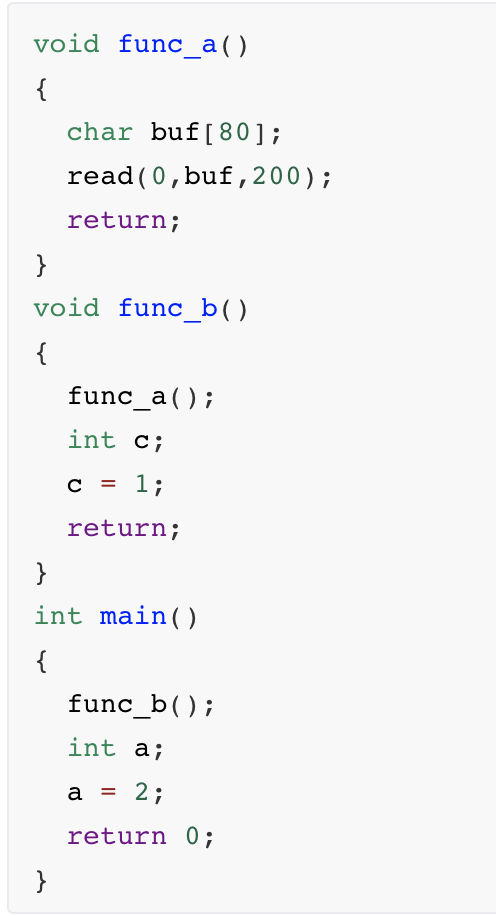 void func_a()
{
  char buf[80];
  read(0,buf,200);
  return;
}
void func_b()
{
  func_a();
  int c;
  c = 1;
  return;
}
int main()
{
  func_b();
  int a;
  a = 2;
  return 0;
}